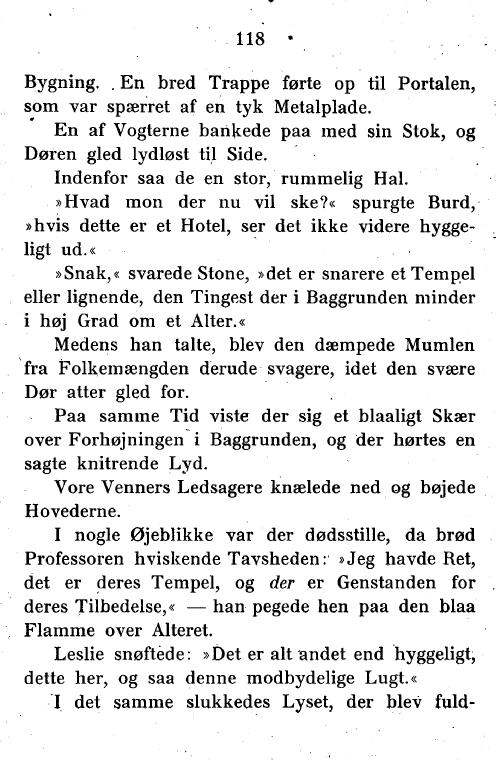 118
Bygning. En bred Trappe førte op til Portalen,
som var spærret af en tyk Metalplade.
En af Vogterne bankede paa med sin Stok, og
Døren gled lydløst til Side.
Indenfor saa de en stor, rummelig Hal.
»Hvad mon der nu vil ske?« spurgte Burd,
»hvis dette er et Hotel, ser det ikke videre hygge-
ligt ud.«
»Snak,« svarede Stone, »det er snarere et Tempel
eller lignende, den Tingest der i Baggrunden minder
i høj Grad om et Alter.«
Medens han talte, blev den dæmpede Mumlen
fra Folkemængden derude svagere, idet den svære
Dør atter gled for.
Paa samme Tid viste der sig et blaaligt Skær
over Forhøjningen i Baggrunden, og der hørtes en
sagte knitrende Lyd.
Vore Venners Ledsagere knælede ned og bøjede
Hovederne.
I nogle Øjeblikke var der dødsstille, da brød
Professoren hviskende Tavsheden: »Jeg havde Ret,
det er deres Tempel, og der er Genstanden for
deres Tilbedelse,« — han pegede hen paa den blaa
Flamme over Alteret.
Leslie snøftede: »Det er alt andet end hyggeligt,
dette her, og saa denne modbydelige Lugt.«
I det samme slukkedes Lyset, der blev fuld-